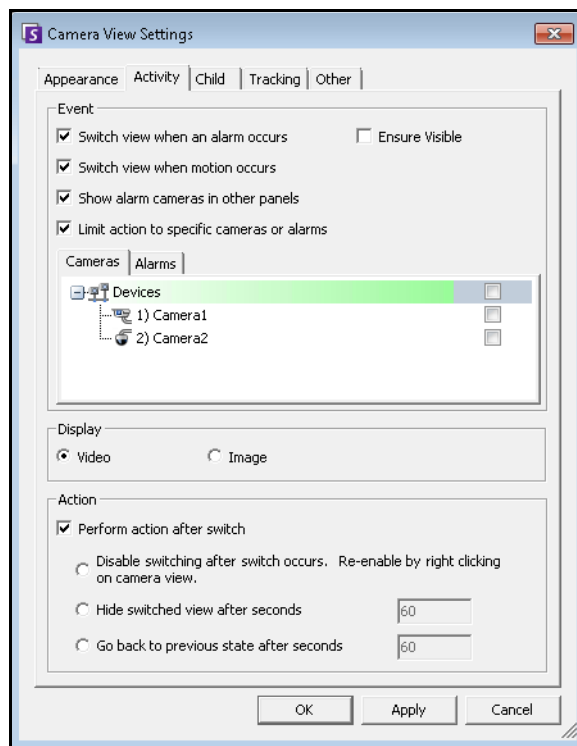 Camera View Settings
Appearance Activity Child Tracking Other
Event
Switch view when an alarm occurs Ensure Visible
Switch view when motion occurs
Show alarm cameras in other panels
Limit action to specific cameras or alarms
Cameras Alarms
Devices
1) Camera1
2) Camera2
Display
Video Image
Action
Perform action after switch
Disable switching after switch occurs. Re-enable by right clicking
on camera view.
Hide switched view after seconds 60
Go back to previous state after seconds 60
OK Apply Cancel